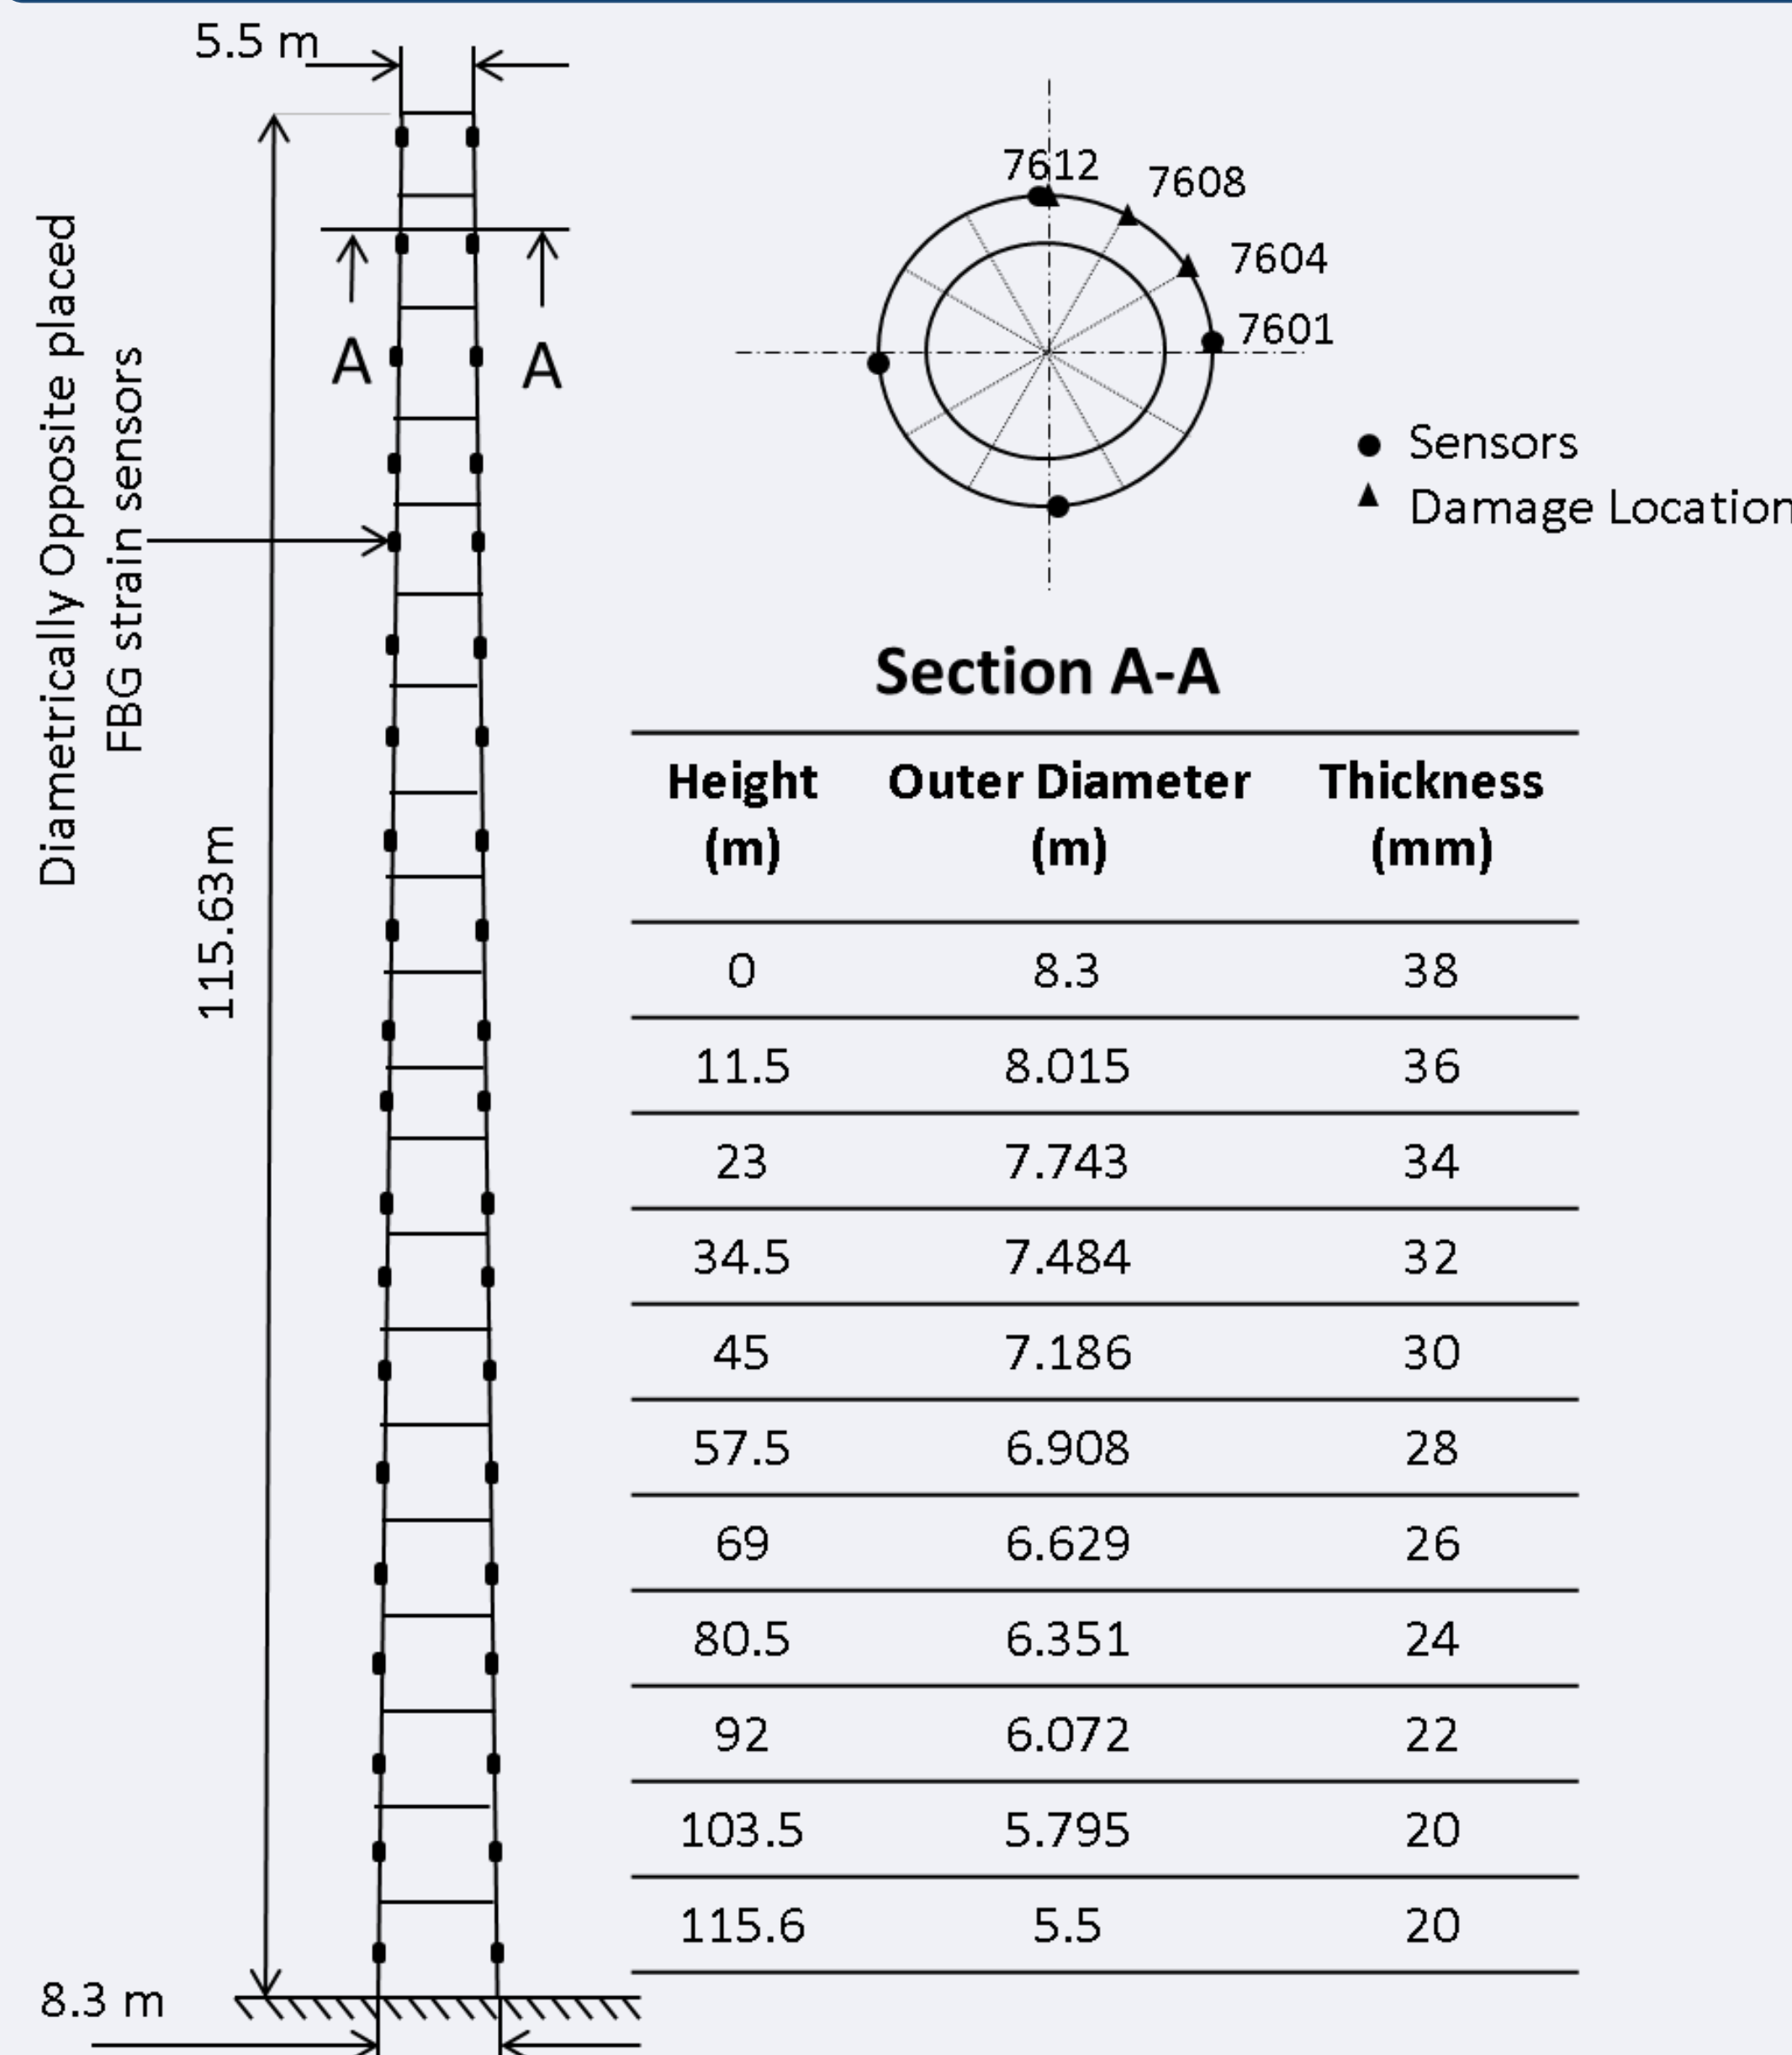 5.5 m
Diametrically Opposite placed
FBG strain sensors
115.63m
A
A
8.3 m
7612
7608
7604
7601
Sensors
Damage Location
Section A-A
Height Outer Diameter Thickness
(m) (m) (mm)
0 8.3 38
11.5 8.015 36
23 7.743 34
34.5 7.484 32
45 7.186 30
57.5 6.908 28
69 6.629 26
80.5 6.351 24
92 6.072 22
103.5 5.795 20
115.6 5.5 20